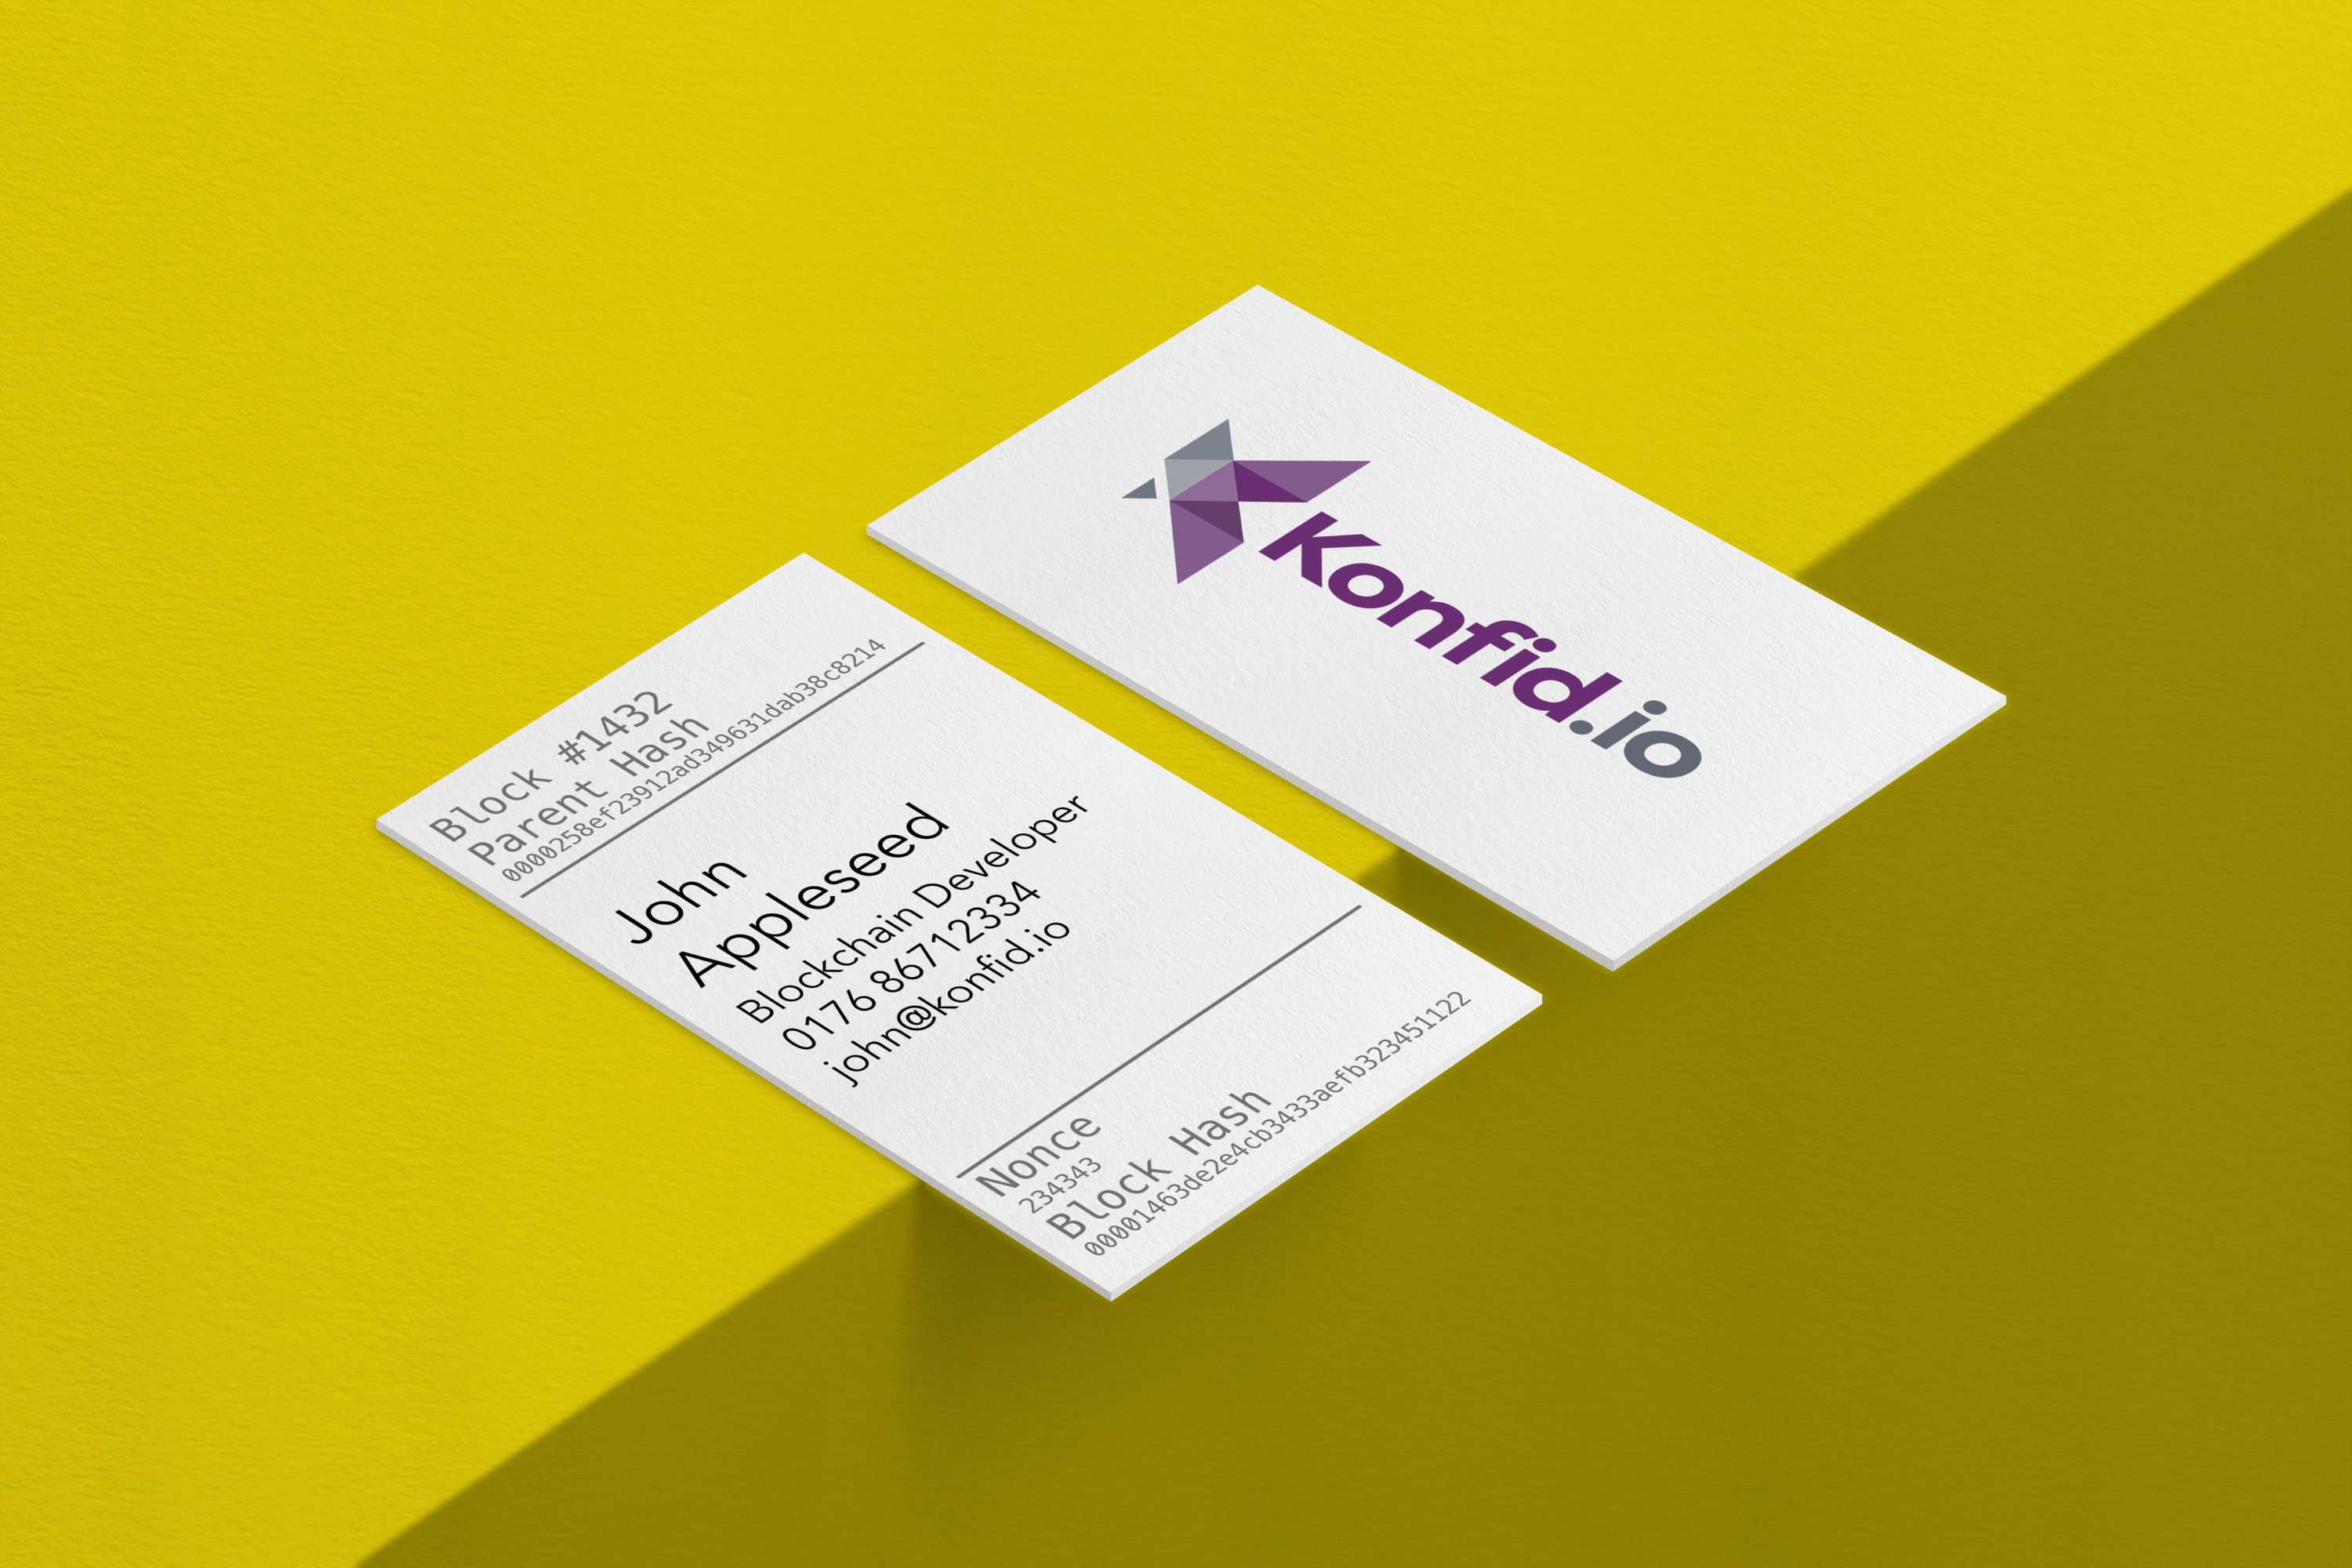 Block #1432
Parent Hash
0000258ef23912ad349631dab38c8214
John
Appleseed
Blockchain Developer
0176 86712334
john@konfid.io
Nonce
234343
Block Hash
00001463de2e4cb3433aefb323451122
Konfid.io